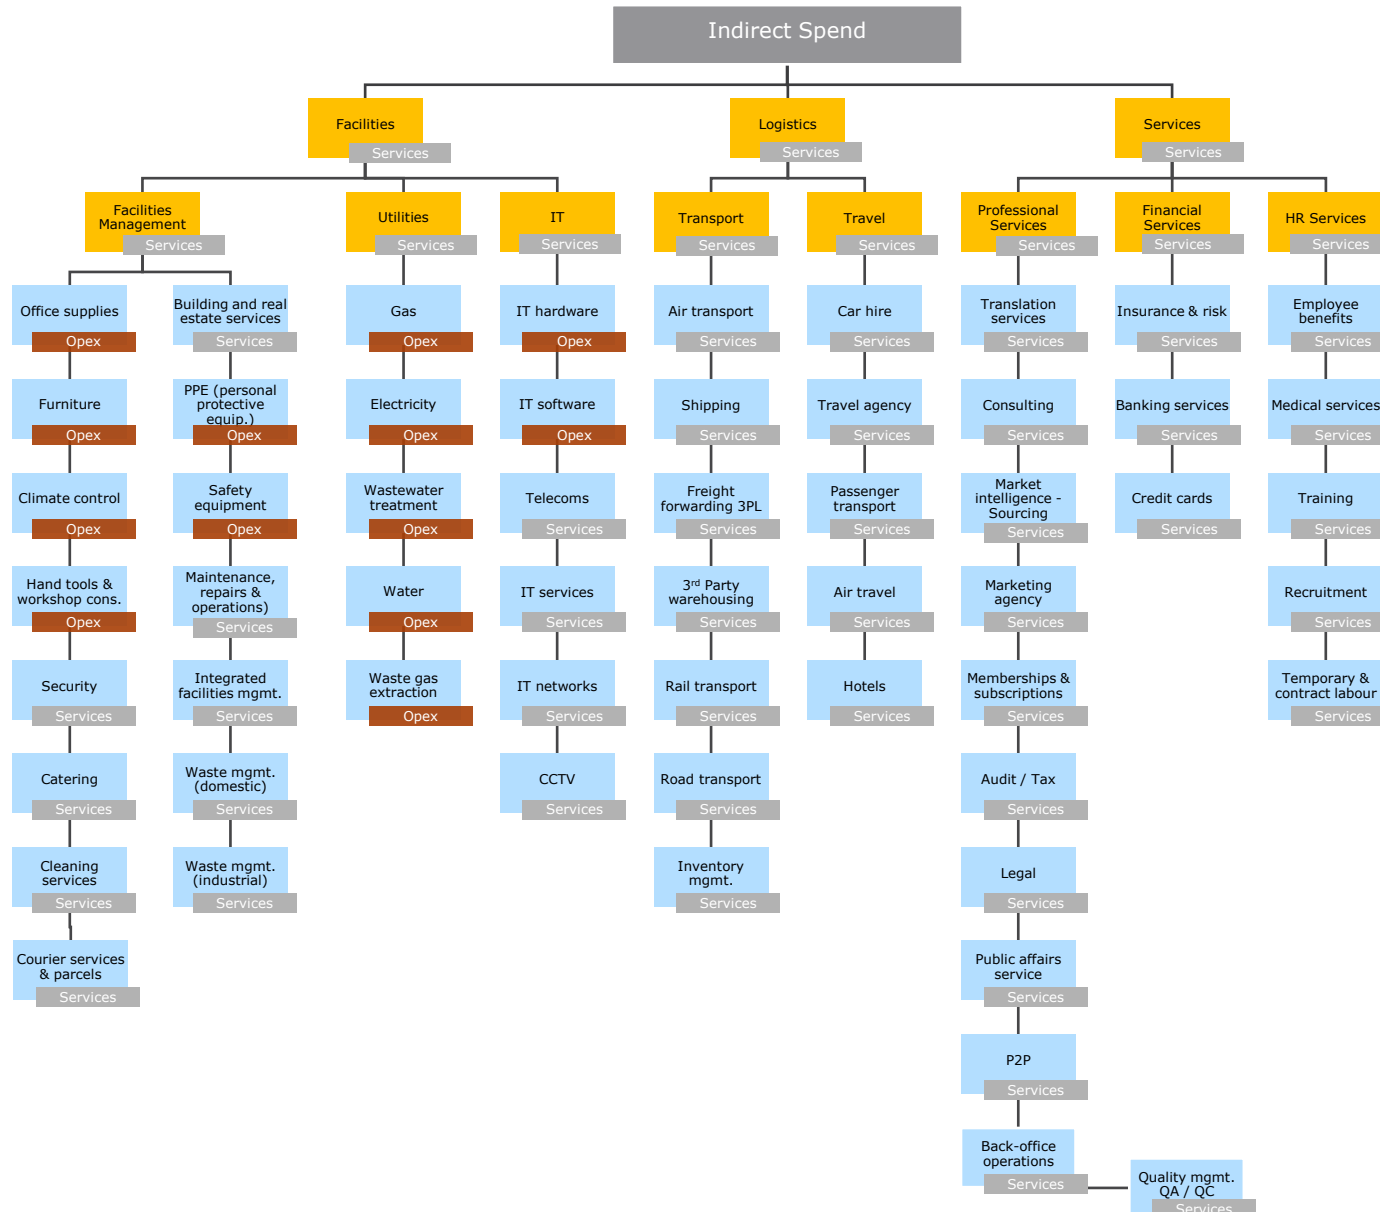 Indirect Spend
Facilities
Services
Logistics
Services
Services
Services
Facilities
Management
Services
Utilities
Services
IT
Services
Transport
Services
Travel
Services
Professional
Services
Services
Financial
Services
Services
HR Services
Services
Office supplies
Opex
Building and real
estate services
Services
Gas
Opex
IT hardware
Opex
Air transport
Services
Car hire
Services
Translation
services
Services
Insurance & risk
Services
Employee
benefits
Services
Furniture
Opex
PPE (personal
protective
equip.)
Opex
Electricity
Opex
IT software
Opex
Shipping
Services
Travel agency
Services
Consulting
Services
Banking services
Services
Medical services
Services
Climate control
Opex
Safety
equipment
Opex
Wastewater
treatment
Opex
Telecoms
Services
Freight
forwarding 3PL
Services
Passenger
transport
Services
Market
intelligence -
Sourcing
Services
Credit cards
Services
Training
Services
Hand tools &
workshop cons.
Opex
Maintenance,
repairs &
operations)
Services
Water
Opex
IT services
Services
3rd Party
warehousing
Services
Air travel
Services
Marketing
agency
Services
Recruitment
Services
Security
Services
Integrated
facilities mgmt.
Services
Waste gas
extraction
Opex
IT networks
Services
Rail transport
Services
Hotels
Services
Memberships &
subscriptions
Services
Temporary &
contract labour
Services
Catering
Services
Waste mgmt.
(domestic)
Services
CCTV
Services
Road transport
Services
Audit / Tax
Services
Cleaning
services
Services
Waste mgmt.
(industrial)
Services
Inventory
mgmt.
Services
Legal
Services
Courier services
& parcels
Services
Public affairs
service
Services
P2P
Services
Back-office
operations
Services
Quality mgmt.
QA / QC
Services